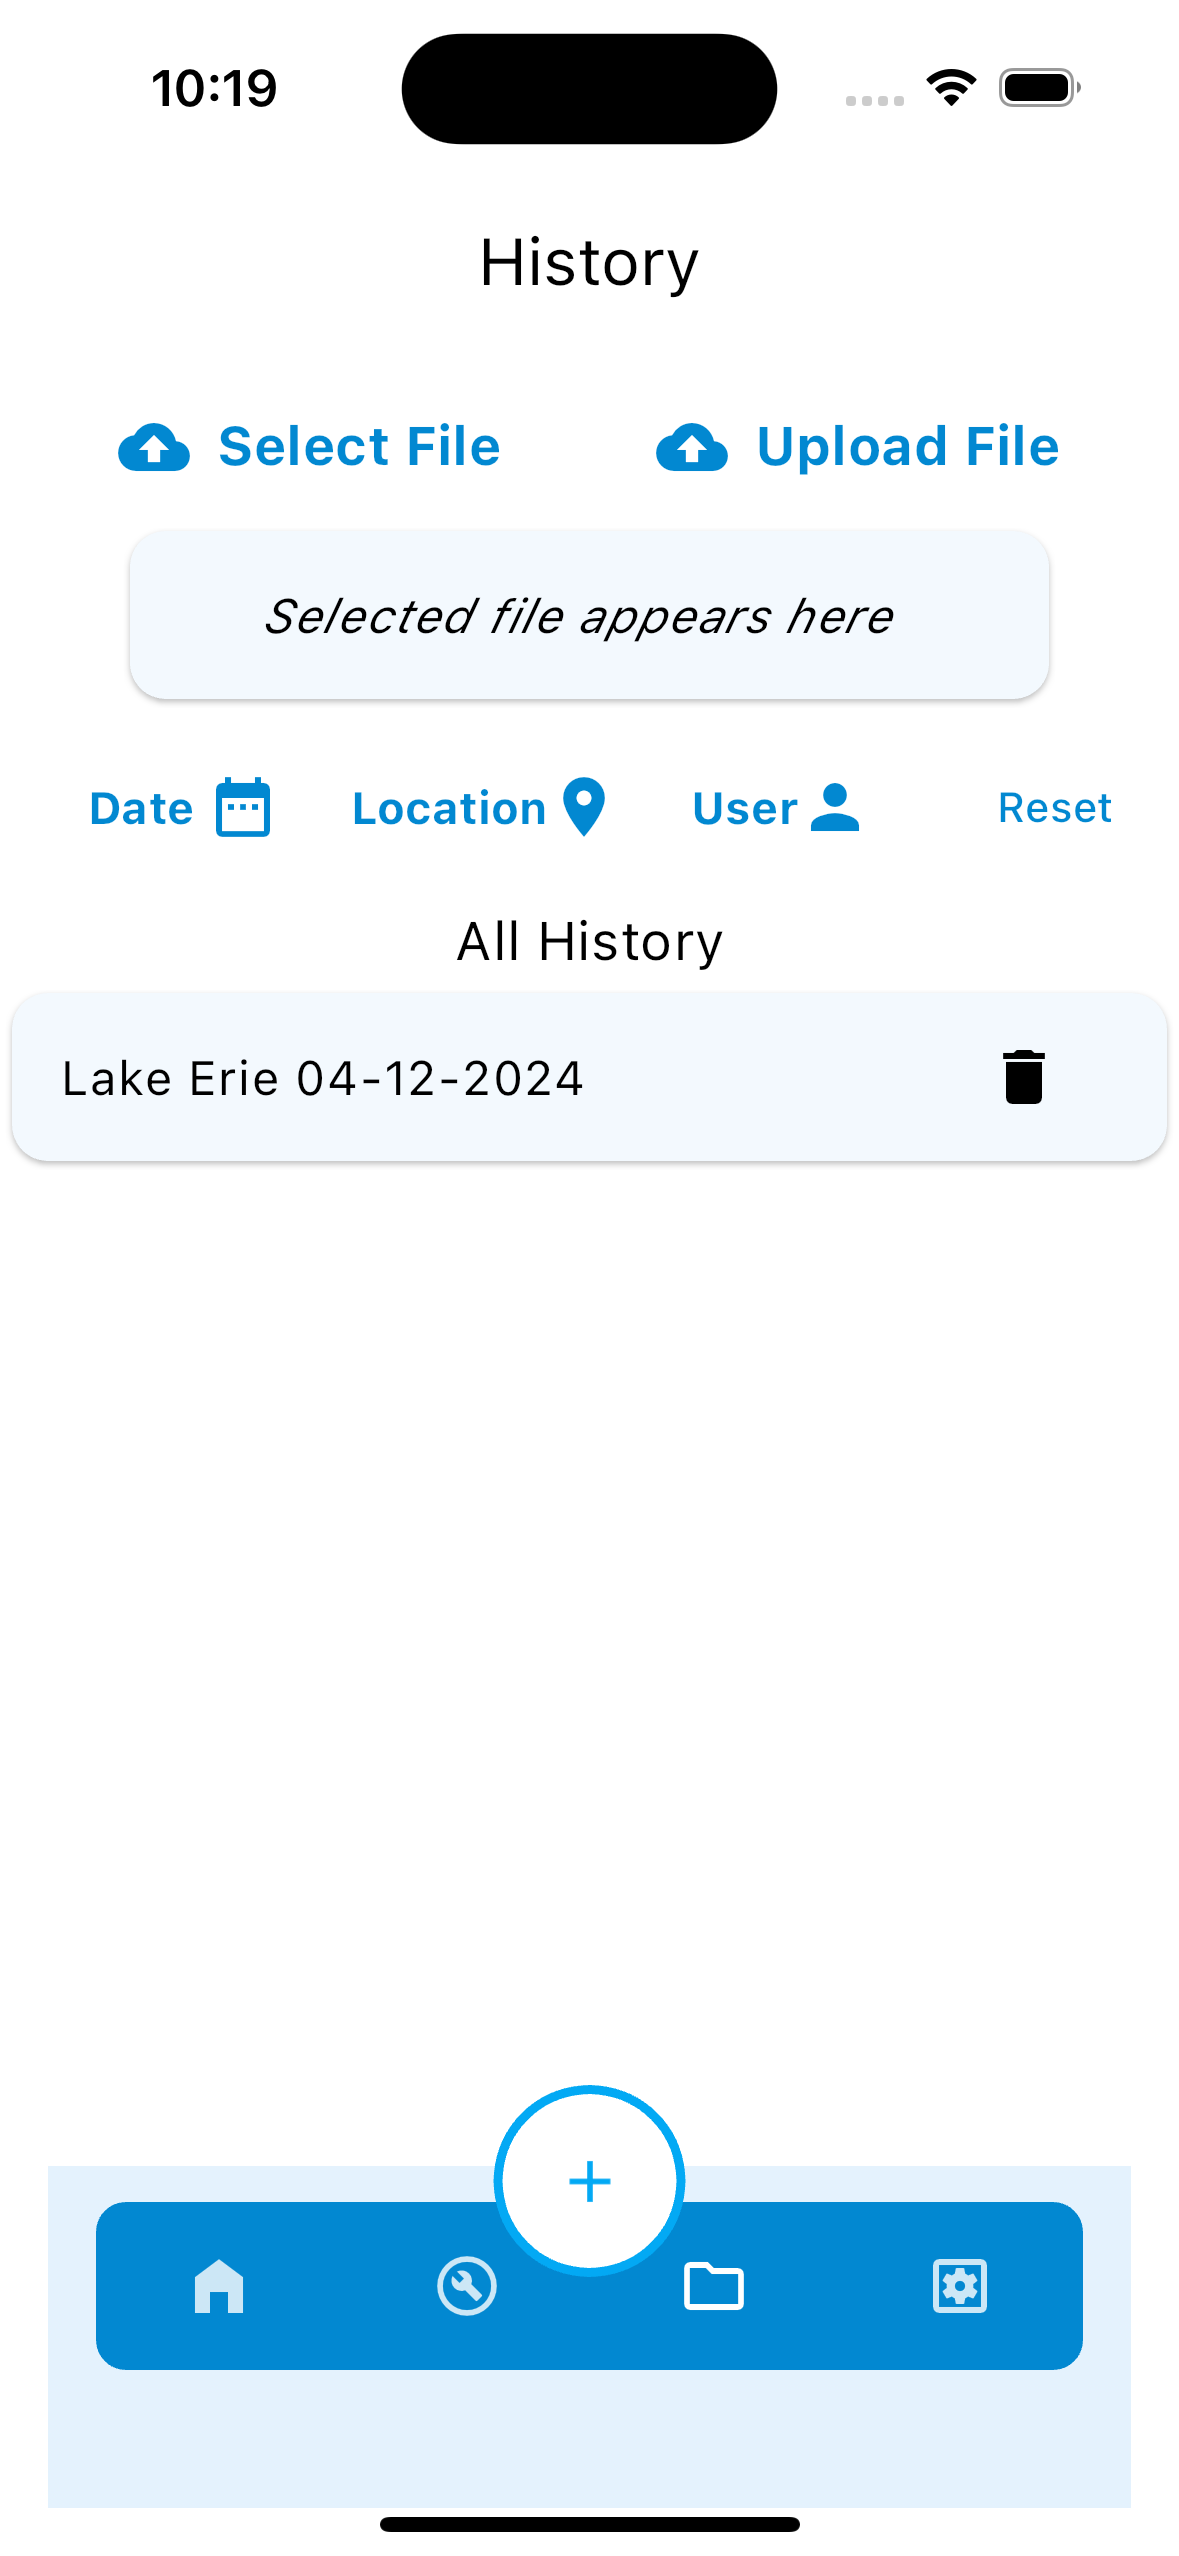 10:19
History
Select File Upload File
Selected file appears here
Date Location User Reset
All History
Lake Erie 04-12-2024